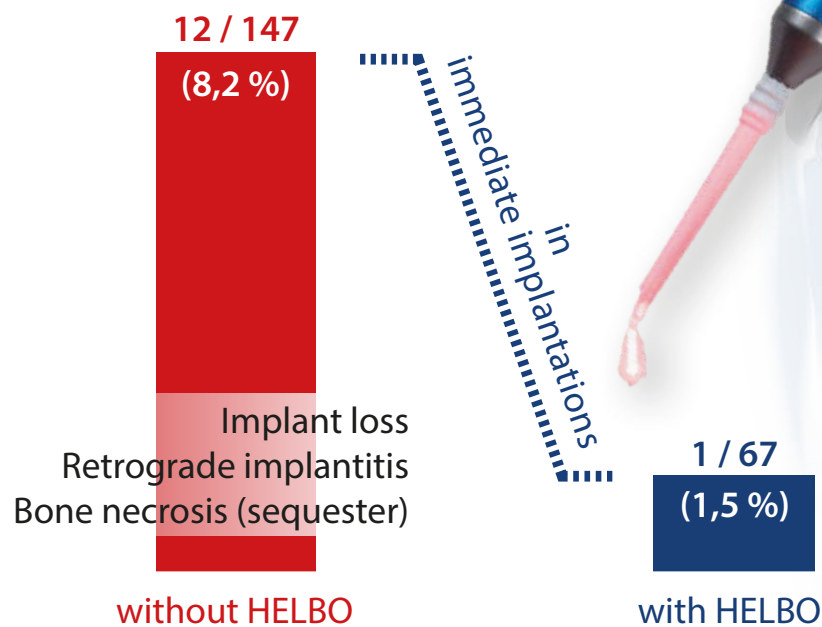 12 / 147
(8,2 %)
in
immediate implantations
Implant loss
Retrograde implantitis
Bone necrosis (sequester)
1 / 67
(1,5 %)
without HELBO
with HELBO